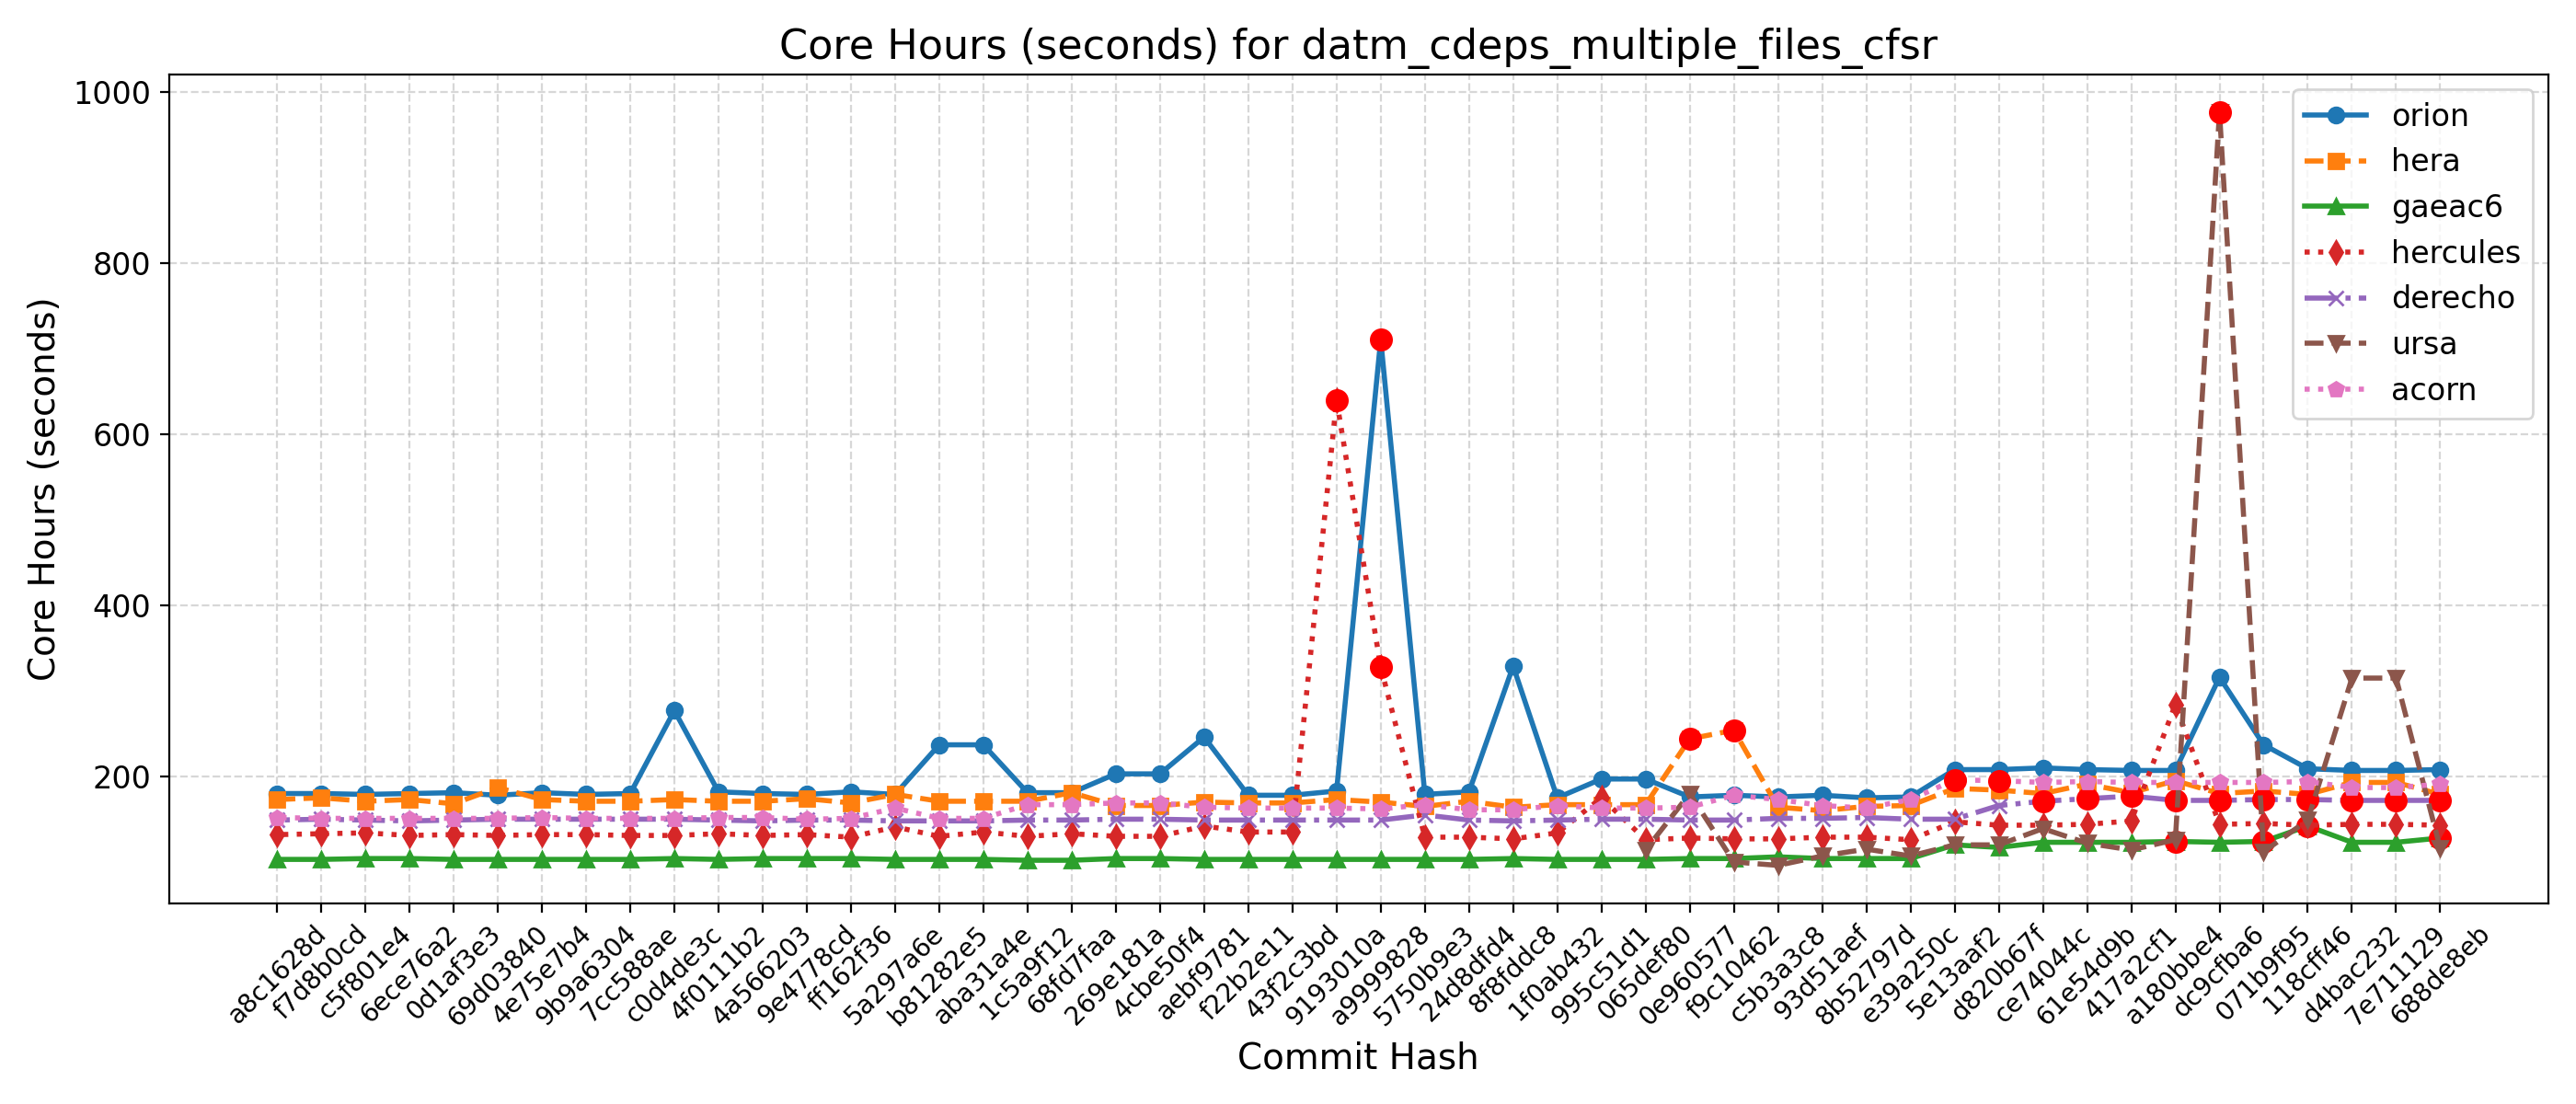 Core Hours (seconds) for datm_cdeps_multiple_files_cfsr
Core Hours (seconds)
1000
800
600
400
200
orion
hera
gaeac6
hercules
derecho
ursa
acorn
a8c1628d
f7d8b0cd
c5f801e4
6ece76a2
0d1af3e3
69d03840
4e75e7b4
9b9a6304
7cc588ae
c0d4de3c
4f0111b2
4a566203
9e4778cd
ff162f36
5a297a6e
b81282e5
aba31a4e
1c5a9f12
68fd7faa
269e181a
4cbe50f4
aebf9781
f22b2e11
43f2c3bd
9193010a
a9999828
5750b9e3
24d8dfd4
8f8fddc8
1f0ab432
995c51d1
065def80
0e960577
f9c10462
c5b3a3c8
93d51aef
8b52797d
e39a250c
5e13aaf2
d820b67f
ce74044c
61e54d9b
417a2cf1
a180bbe4
dc9cfba6
071b9f95
118cff46
d4bac232
7e711129
688de8eb
Commit Hash